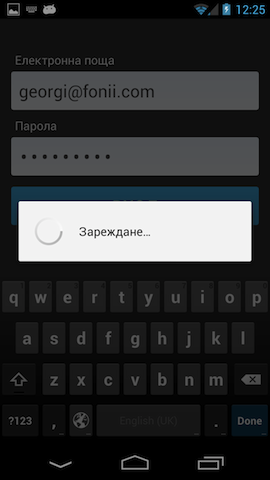 12:25
Електронна поща
georgi@fonii.com
Парола
Зареждане…
q w e r t y u i o p
a s d f g h j k l
z x c v b n m
?123 , English (UK) . Done